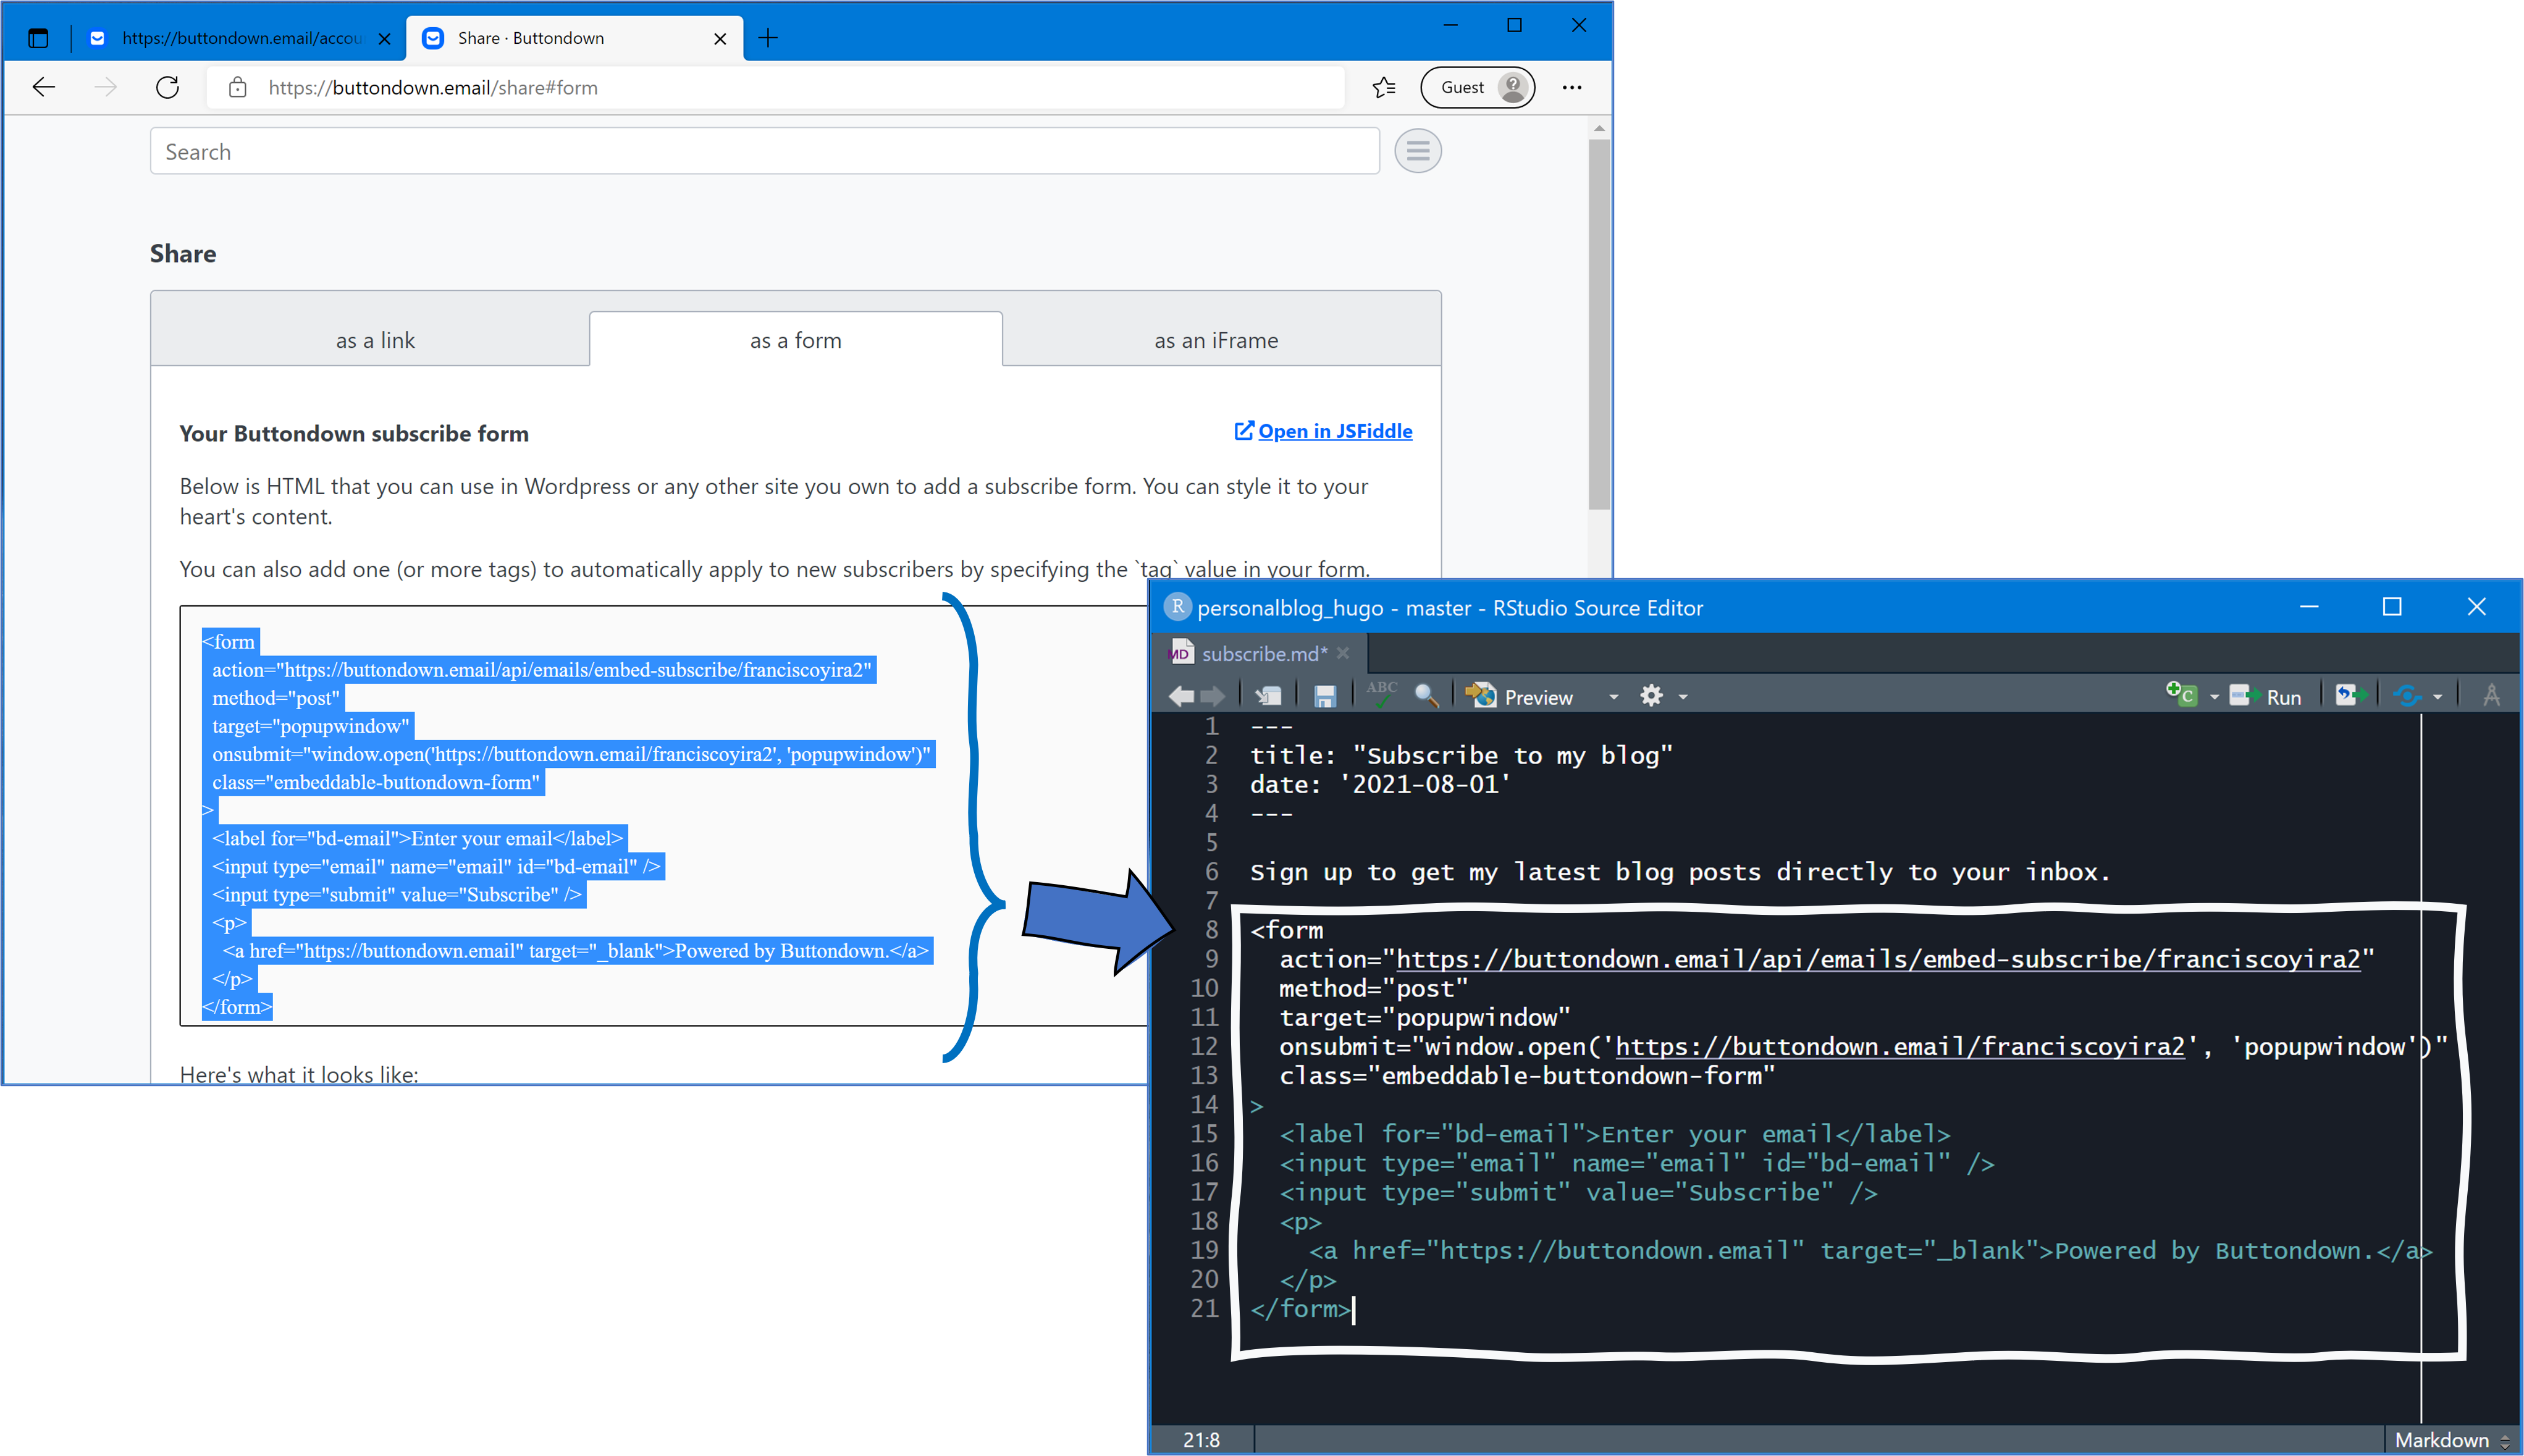 https://buttondown.email/accou
Share · Buttondown
https://buttondown.email/share#form
Guest
Search
Share
as a link
as a form
as an iFrame
Your Buttondown subscribe form
Open in JSFiddle
Below is HTML that you can use in Wordpress or any other site you own to add a subscribe form. You can style it to your
heart's content.
You can also add one (or more tags) to automatically apply to new subscribers by specifying the `tag` value in your form.
<form
action="https://buttondown.email/api/emails/embed-subscribe/franciscoyira2"
method="post"
target="popupwindow"
onsubmit="window.open('https://buttondown.email/franciscoyira2', 'popupwindow')"
class="embeddable-buttondown-form"
>
<label for="bd-email">Enter your email</label>
<input type="email" name="email" id="bd-email" />
<input type="submit" value="Subscribe" />
<p>
<a href="https://buttondown.email" target="_blank">Powered by Buttondown.</a>
</p>
</form>
Here's what it looks like:
R personalblog_hugo - master - RStudio Source Editor
MD subscribe.md*
ABC
Preview
C
Run
1 ---
2 title: "Subscribe to my blog"
3 date: '2021-08-01'
4 ---
5
6 Sign up to get my latest blog posts directly to your inbox.
7
8 <form
9 action="https://buttondown.email/api/emails/embed-subscribe/franciscoyira2"
10 method="post"
11 target="popupwindow"
12 onsubmit="window.open('https://buttondown.email/franciscoyira2', 'popupwindow')"
13 class="embeddable-buttondown-form"
14 >
15 <label for="bd-email">Enter your email</label>
16 <input type="email" name="email" id="bd-email" />
17 <input type="submit" value="Subscribe" />
18 <p>
19 <a href="https://buttondown.email" target="_blank">Powered by Buttondown.</a>
20 </p>
21 </form>
21:8
Markdown